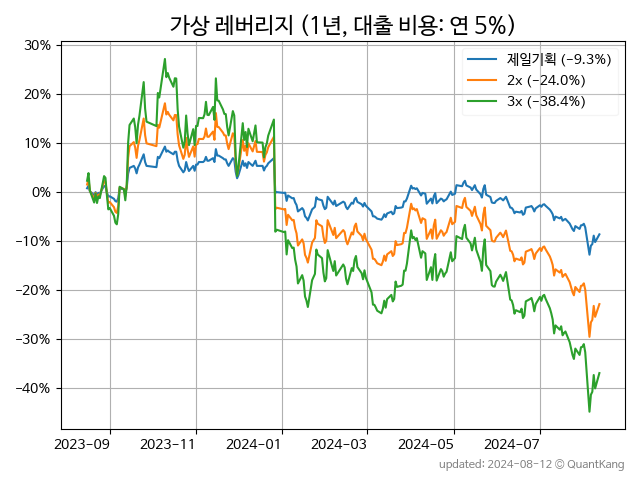 가상 레버리지 (1년, 대출 비용: 연 5%)
제일기획 (−9.3%)
2x (−24.0%)
3x (−38.4%)
30%
20%
10%
0%
−10%
−20%
−30%
−40%
2023-09
2023-11
2024-01
2024-03
2024-05
2024-07
updated: 2024-08-12 © QuantKang